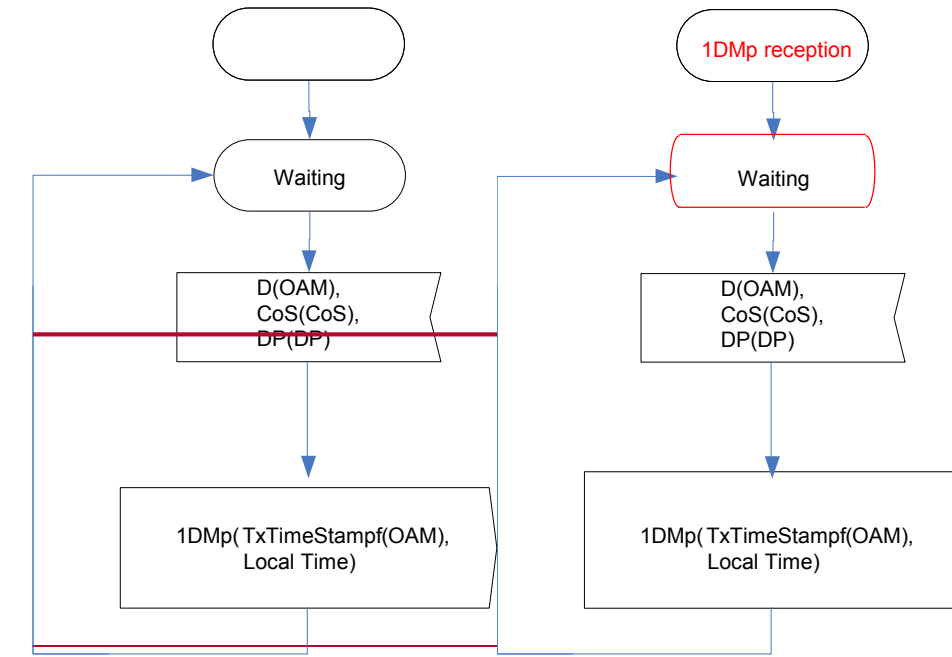 1DMp reception
Waiting
Waiting
D(OAM),
CoS(CoS),
DP(DP)
D(OAM),
CoS(CoS),
DP(DP)
1DMp(TxTimeStampf(OAM),
Local Time)
1DMp(TxTimeStampf(OAM),
Local Time)